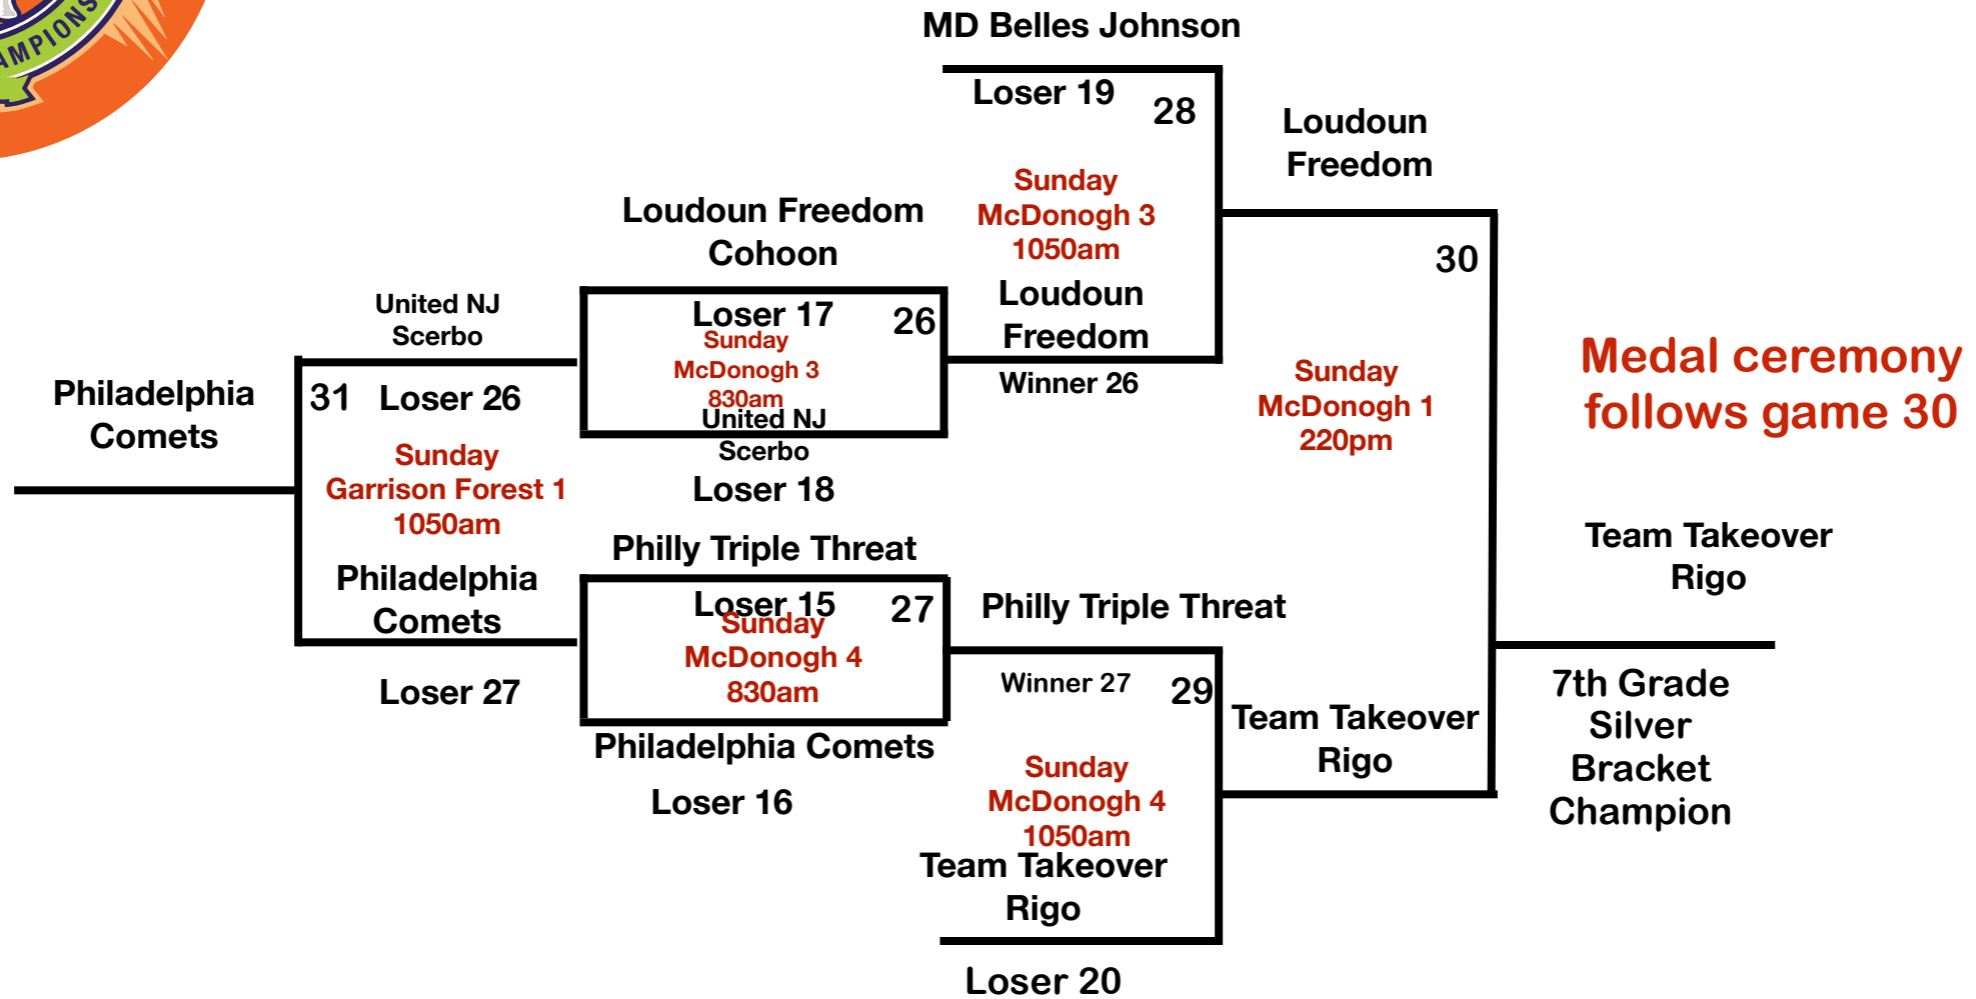 AMPIONS
MD Belles Johnson
Loser 19
28
Sunday
McDonogh 3
1050am
Loudoun
Freedom
Winner 26
Loudoun
Freedom
30
Sunday
McDonogh 1
220pm
Loudoun Freedom
Cohoon
Loser 17
26
Sunday
McDonogh 3
830am
United NJ
Scerbo
Loser 18
United NJ
Scerbo
31
Loser 26
Sunday
Garrison Forest 1
1050am
Philadelphia
Comets
Loser 27
Philadelphia
Comets
Philly Triple Threat
Loser 15
27
Sunday
McDonogh 4
830am
Philadelphia Comets
Loser 16
Philly Triple Threat
Winner 27
29
Sunday
McDonogh 4
1050am
Team Takeover
Rigo
Loser 20
Team Takeover
Rigo
Medal ceremony
follows game 30
Team Takeover
Rigo
7th Grade
Silver
Bracket
Champion